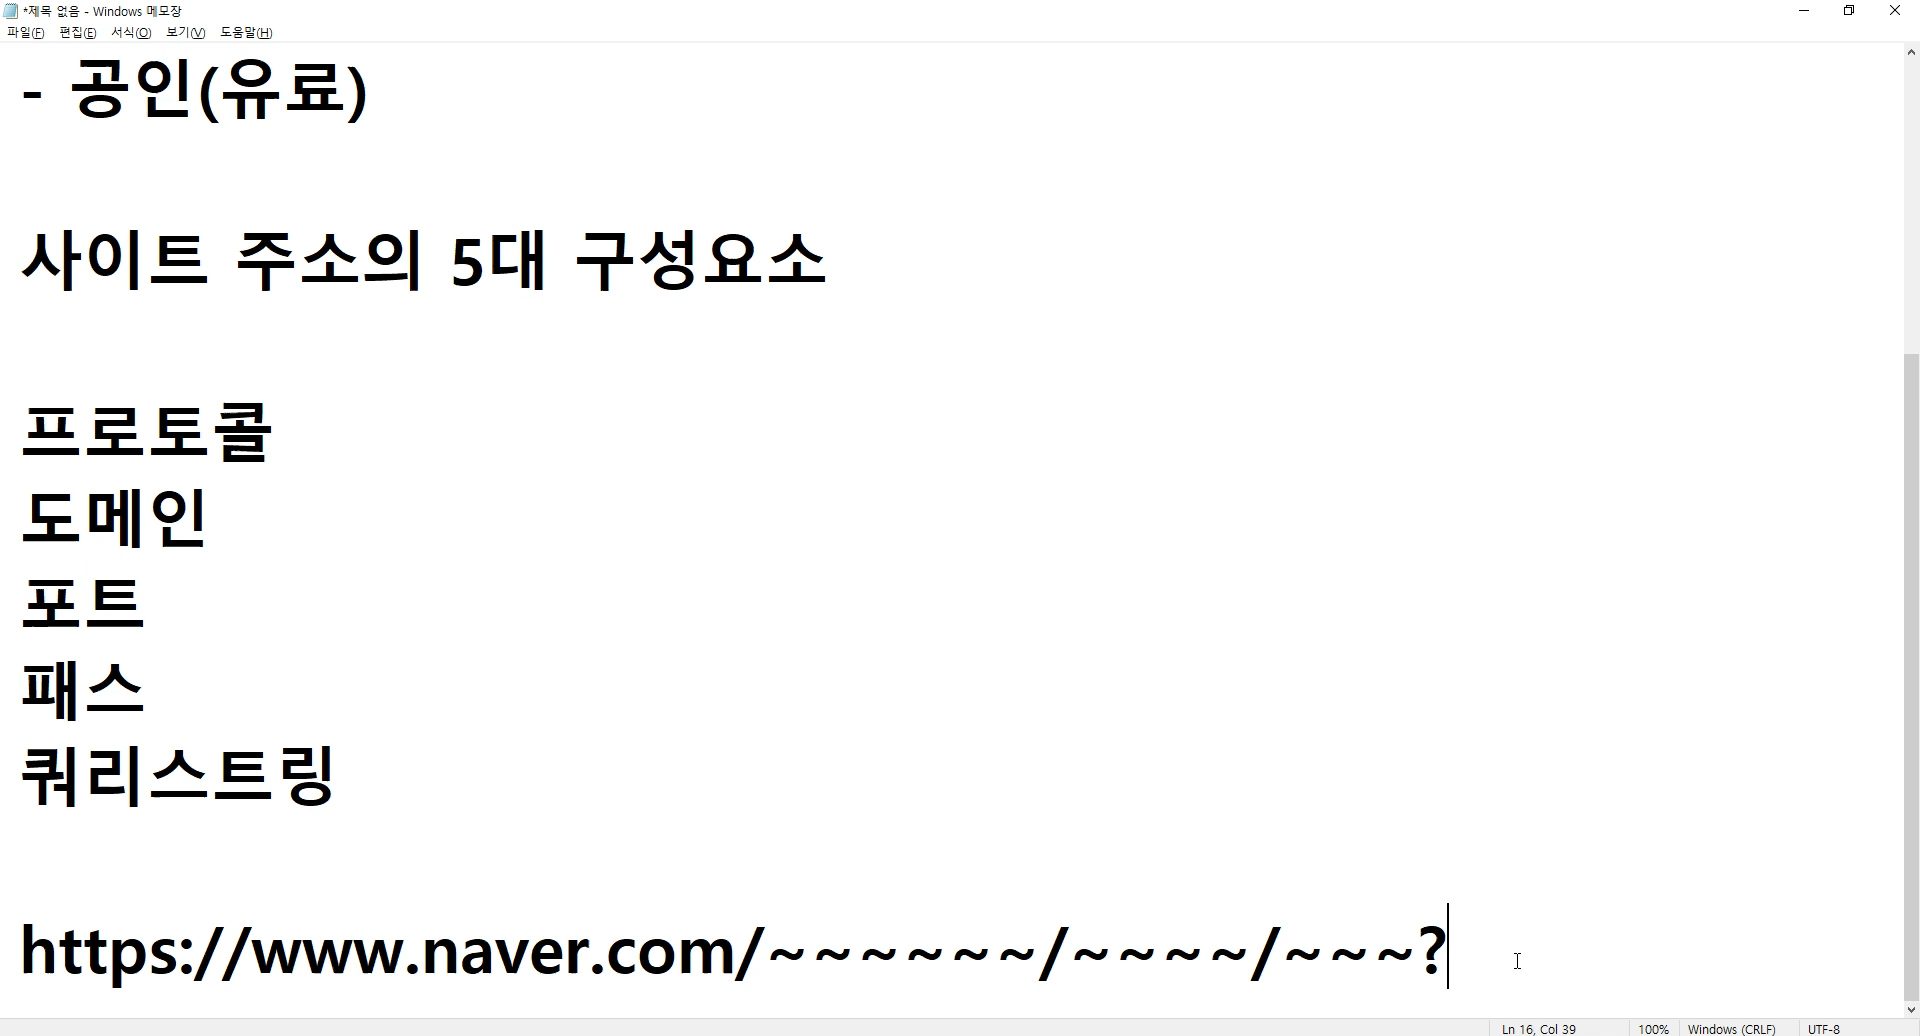 *제목 없음 - Windows 메모장
파일(F) 편집(E) 서식(O) 보기(V) 도움말(H)
- 공인(유료)
사이트 주소의 5대 구성요소
프로토콜
도메인
포트
패스
쿼리스트링
https://www.naver.com/~~~~~~/~~~~/~~~?
Ln 16, Col 39 100% Windows (CRLF) UTF-8